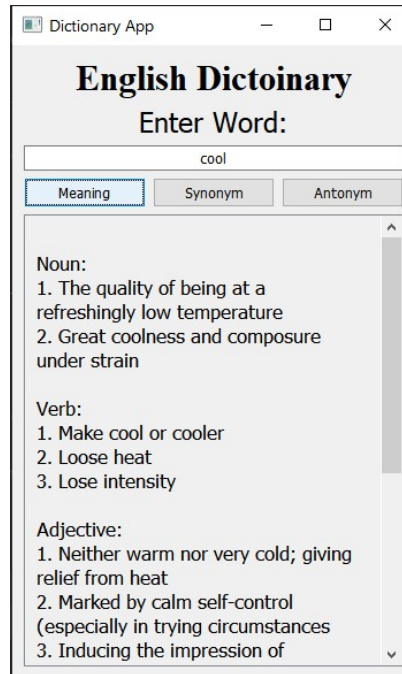 Dictionary App
English Dictoinary
Enter Word:
cool
Meaning Synonym Antonym
Noun:
1. The quality of being at a
refreshingly low temperature
2. Great coolness and composure
under strain
Verb:
1. Make cool or cooler
2. Loose heat
3. Lose intensity
Adjective:
1. Neither warm nor very cold; giving
relief from heat
2. Marked by calm self-control
(especially in trying circumstances
3. Inducing the impression of